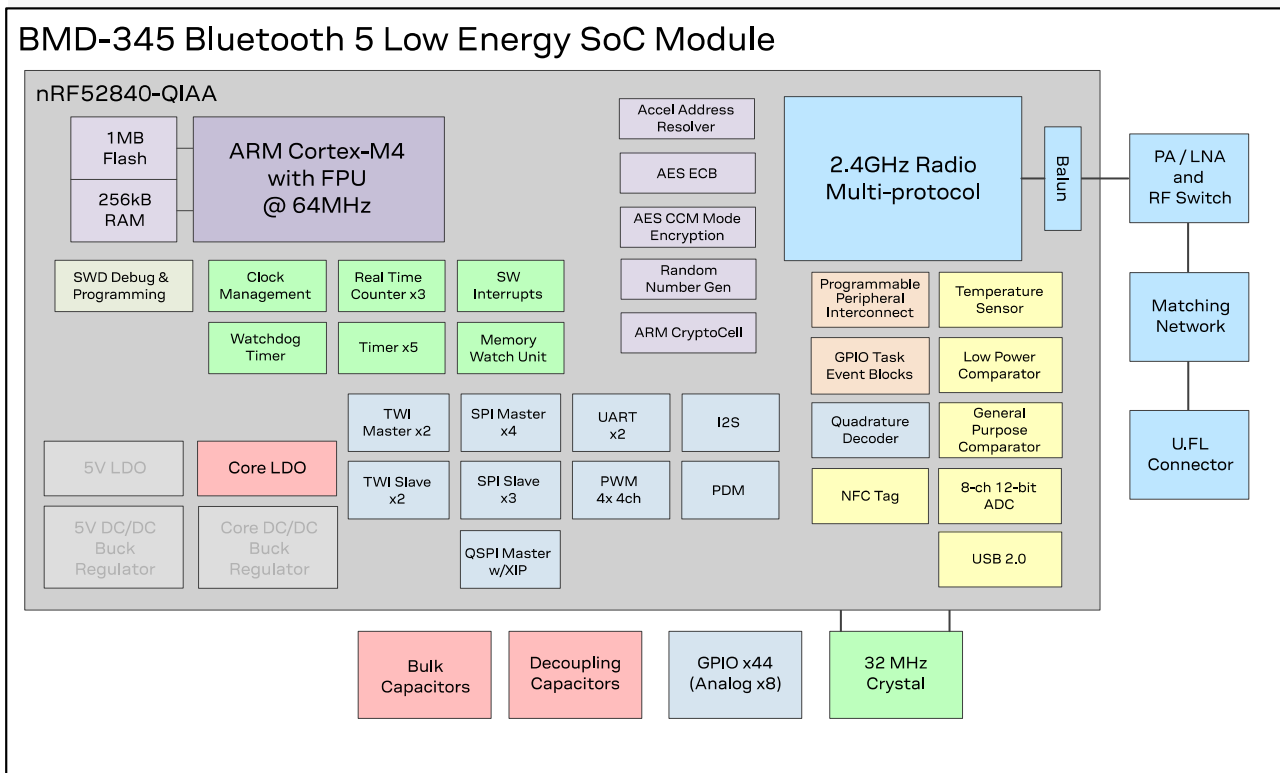 BMD-345 Bluetooth 5 Low Energy SoC Module
nRF52840-QIAA
1MB
Flash
256kB
RAM
ARM Cortex-M4
with FPU
@ 64MHz
Accel Address
Resolver
AES ECB
AES CCM Mode
Encryption
Random
Number Gen
ARM CryptoCell
2.4GHz Radio
Multi-protocol
Balun
PA / LNA
and
RF Switch
Matching
Network
U.FL
Connector
SWD Debug &
Programming
Clock
Management
Real Time
Counter x3
SW
Interrupts
Watchdog
Timer
Timer x5
Memory
Watch Unit
Programmable
Peripheral
Interconnect
Temperature
Sensor
GPIO Task
Event Blocks
Low Power
Comparator
Quadrature
Decoder
General
Purpose
Comparator
NFC Tag
8-ch 12-bit
ADC
USB 2.0
TWI
Master x2
SPI Master
x4
UART
x2
I2S
TWI Slave
x2
SPI Slave
x3
PWM
4x 4ch
PDM
QSPI Master
w/XIP
5V LDO
Core LDO
5V DC/DC
Buck
Regulator
Core DC/DC
Buck
Regulator
Bulk
Capacitors
Decoupling
Capacitors
GPIO x44
(Analog x8)
32 MHz
Crystal